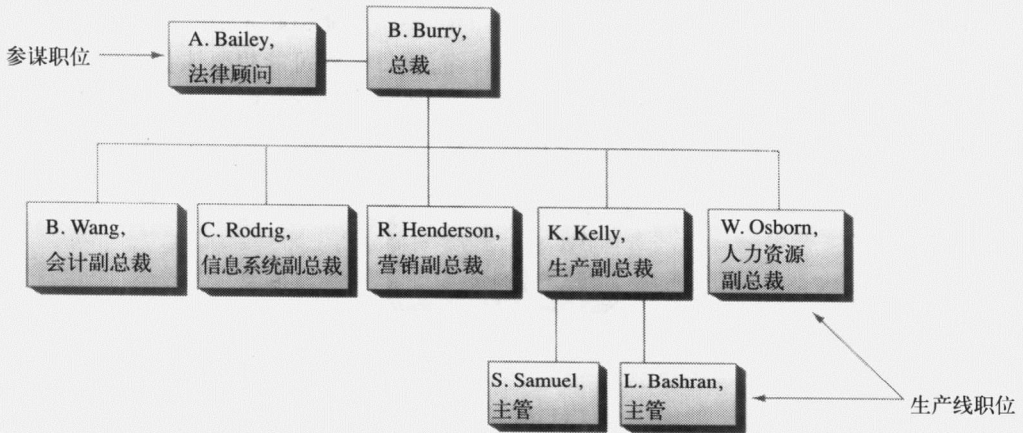 参谋职位
A. Bailey,
法律顾问
B. Burry,
总裁
B. Wang,
会计副总裁
C. Rodrig,
信息系统副总裁
R. Henderson,
营销副总裁
K. Kelly,
生产副总裁
W. Osborn,
人力资源
副总裁
S. Samuel,
主管
L. Bashran,
主管
生产线职位